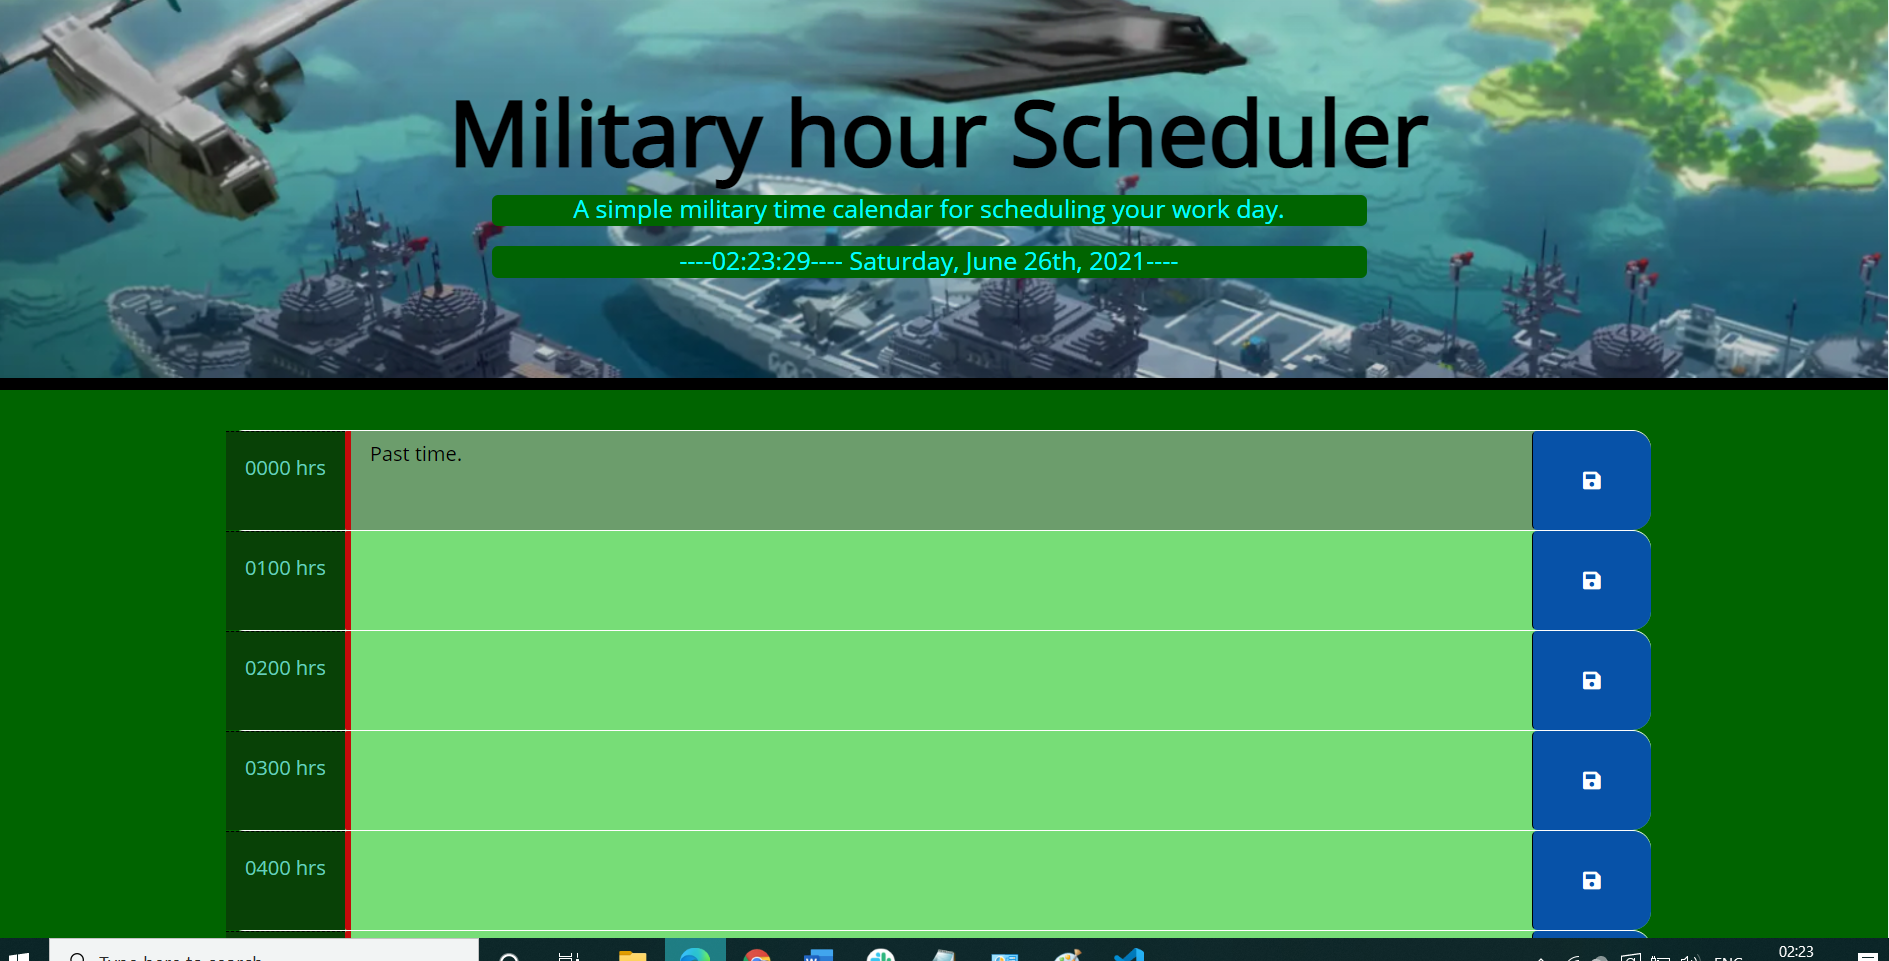 Military hour Scheduler
A simple military time calendar for scheduling your work day.
----02:23:29---- Saturday, June 26th, 2021----
0000 hrs
Past time.
0100 hrs
0200 hrs
0300 hrs
0400 hrs
Type here to search
ENG
02:23